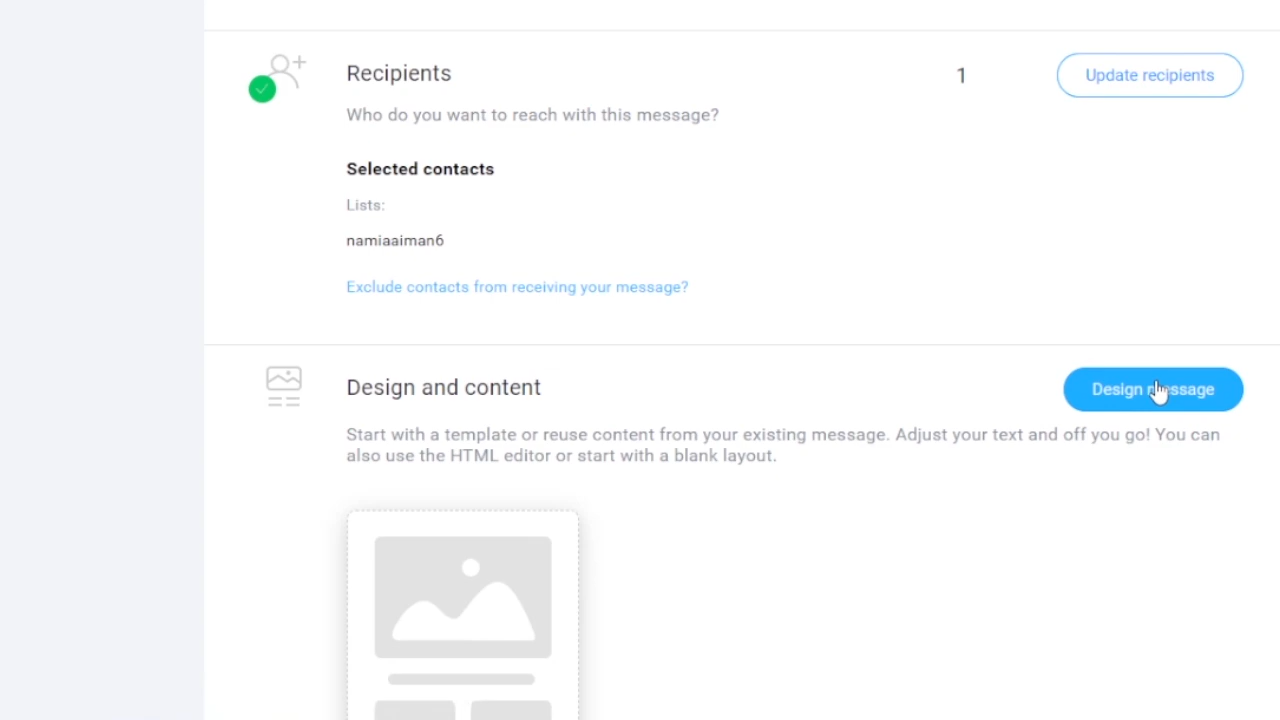 Recipients
1
Update recipients
Who do you want to reach with this message?
Selected contacts
Lists:
namiaaiman6
Exclude contacts from receiving your message?
Design and content
Design message
Start with a template or reuse content from your existing message. Adjust your text and off you go! You can
also use the HTML editor or start with a blank layout.